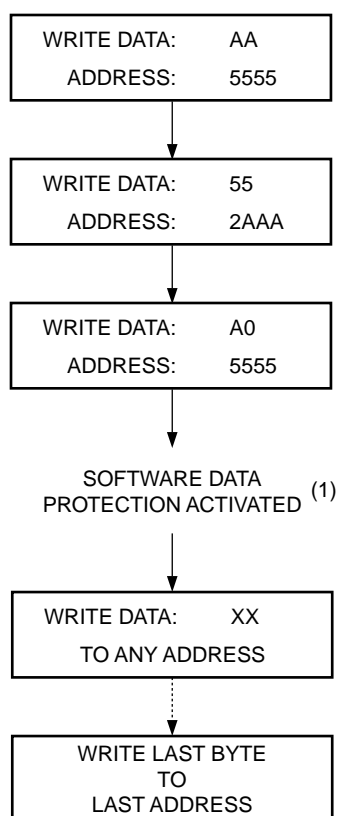 WRITE DATA: AA
ADDRESS: 5555
WRITE DATA: 55
ADDRESS: 2AAA
WRITE DATA: A0
ADDRESS: 5555
SOFTWARE DATA
PROTECTION ACTIVATED (1)
WRITE DATA: XX
TO ANY ADDRESS
WRITE LAST BYTE
TO
LAST ADDRESS